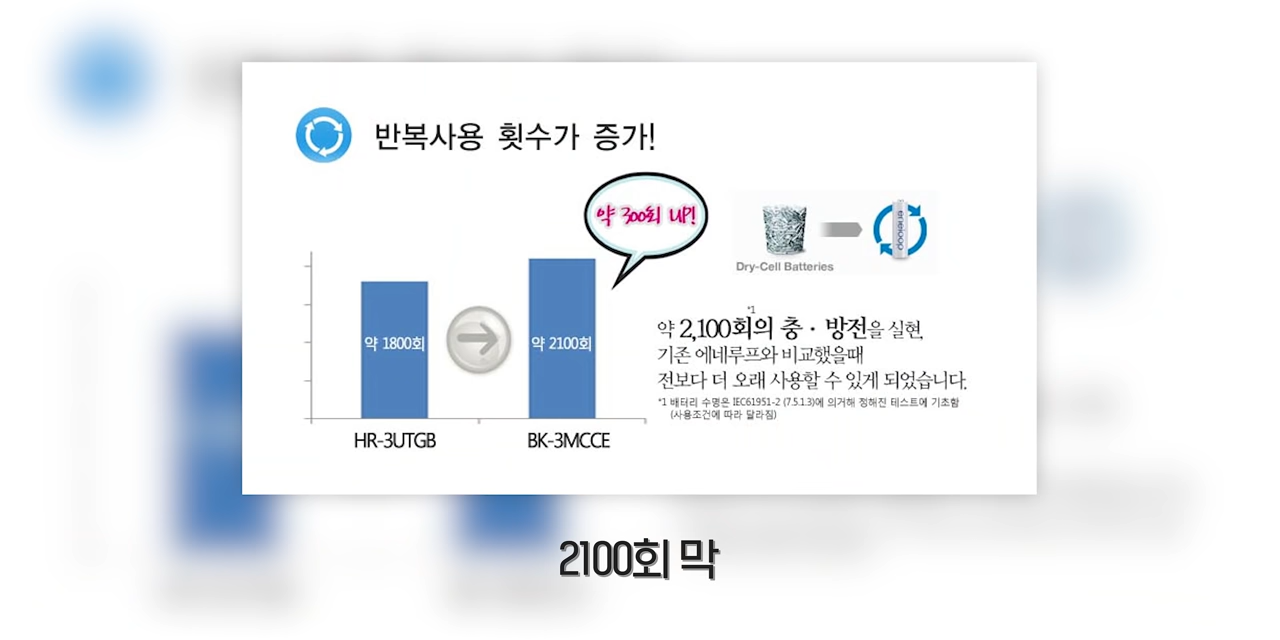 반복사용 횟수가 증가!
약 300회 UP!
eneloop
Dry-Cell Batteries
약 1800회
약 2100회
HR-3UTGB
BK-3MCCE
약 2,100회의*1 충 · 방전을 실현,
기존 에네루프와 비교했을때
전보다 더 오래 사용할 수 있게 되었습니다.
*1 배터리 수명은 IEC61951-2 (7.5.1.3)에 의거해 정해진 테스트에 기초함
(사용조건에 따라 달라짐)
2100회 막